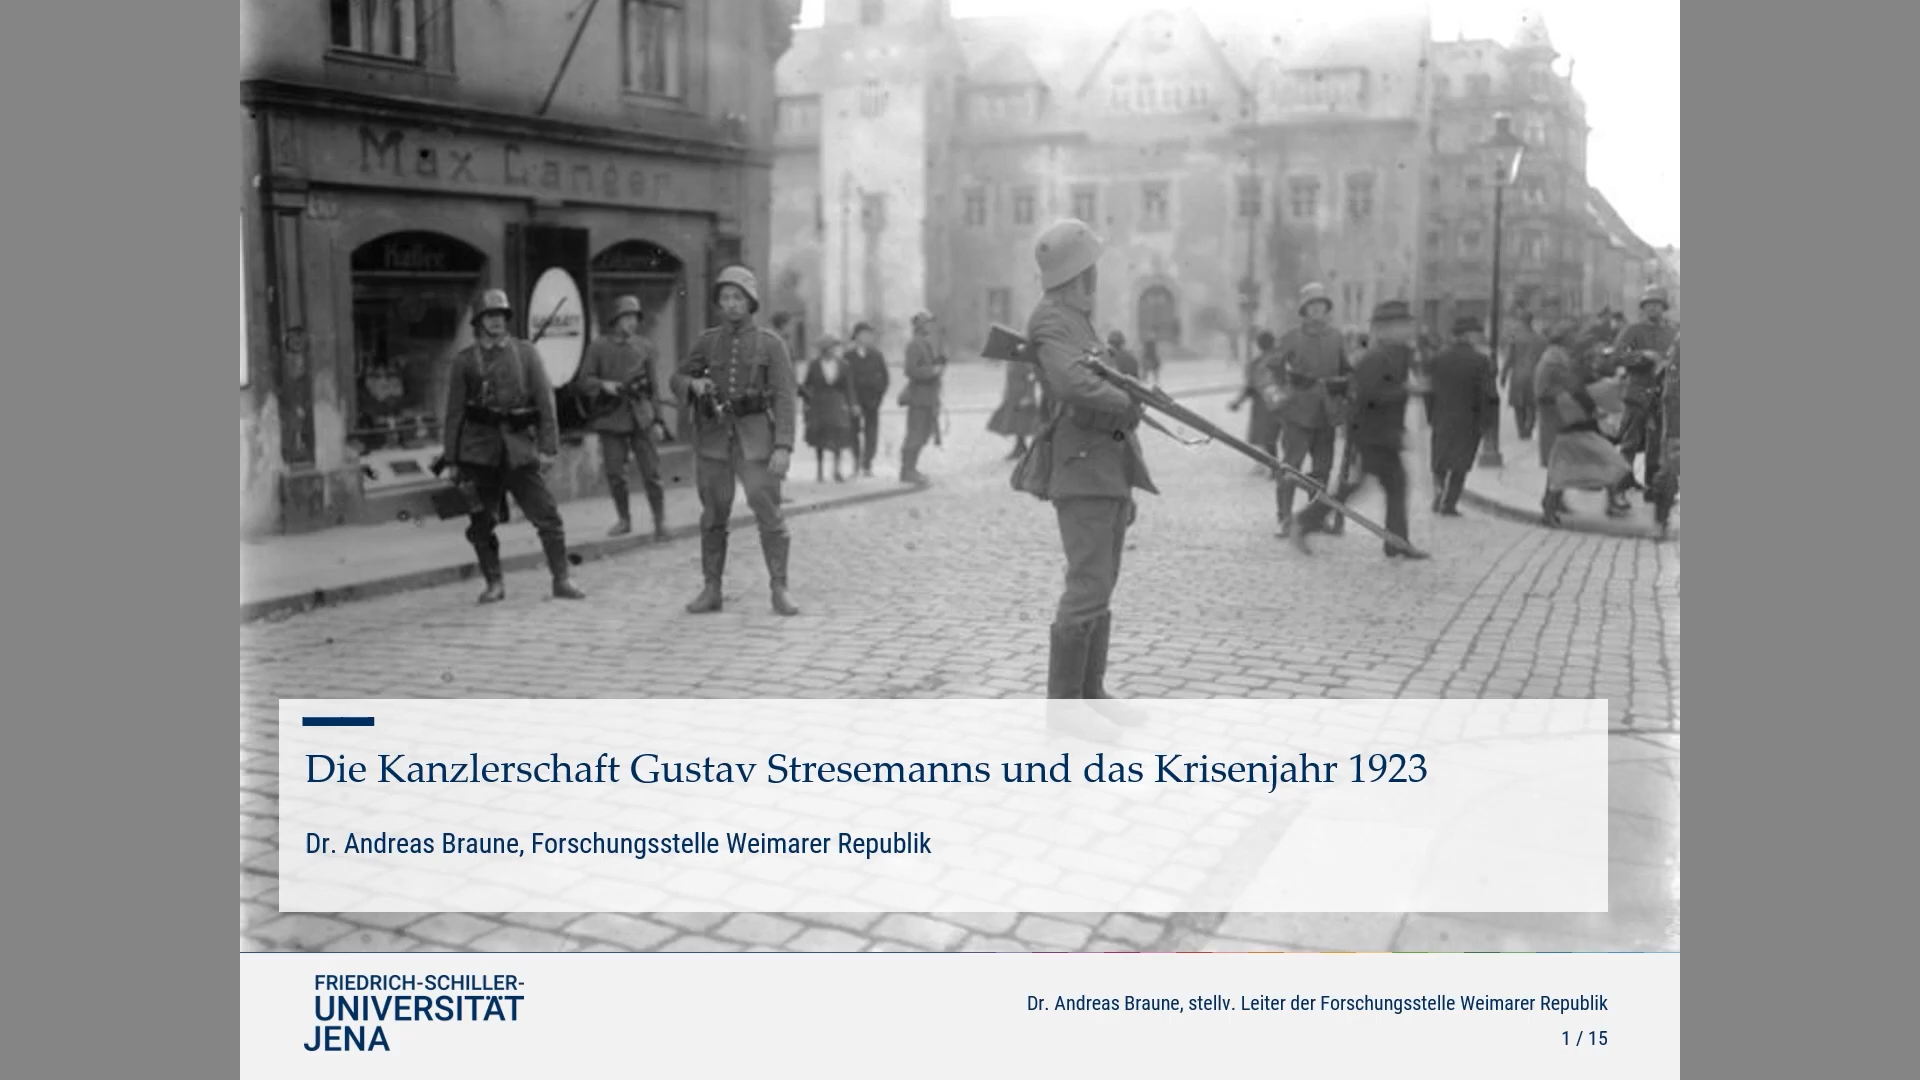 Max Langer
Kaffee
Die Kanzlerschaft Gustav Stresemanns und das Krisenjahr 1923
Dr. Andreas Braune, Forschungsstelle Weimarer Republik
FRIEDRICH-SCHILLER-
UNIVERSITÄT
JENA
Dr. Andreas Braune, stellv. Leiter der Forschungsstelle Weimarer Republik
1 / 15